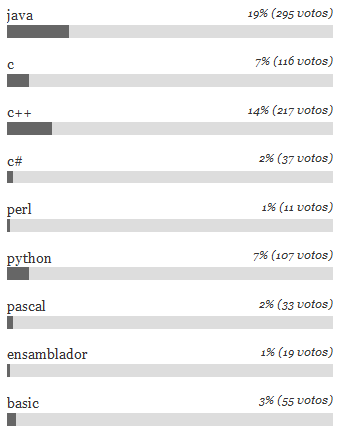 java 19% (295 votos)
c 7% (116 votos)
c++ 14% (217 votos)
c# 2% (37 votos)
perl 1% (11 votos)
python 7% (107 votos)
pascal 2% (33 votos)
ensamblador 1% (19 votos)
basic 3% (55 votos)